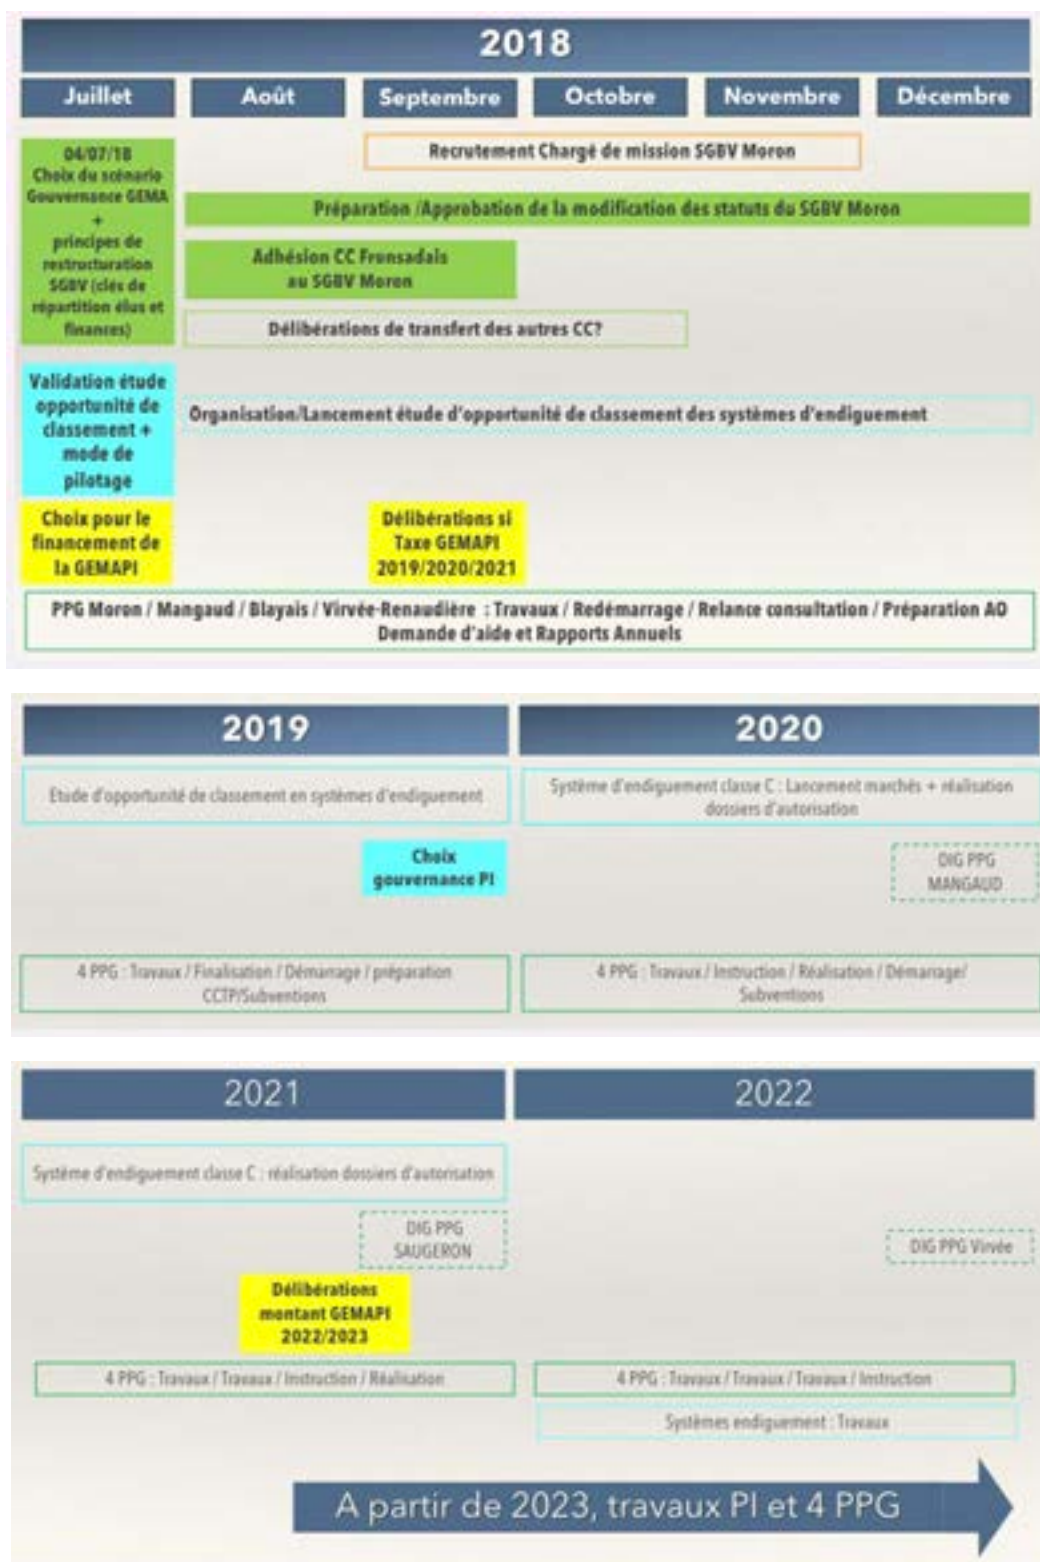 2018
Juillet
Août
Septembre
Octobre
Novembre
Décembre
04/07/18
Choix du scénario
Gouvernance GEMA
+
principes de
restructuration
SGBV (clés de
répartition élus et
finances)
Recrutement Chargé de mission SGBV Moron
Préparation /Approbation de la modification des statuts du SGBV Moron
Adhésion CC Fronsadais
au SGBV Moron
Délibérations de transfert des autres CC?
Validation étude
opportunité de
classement +
mode de
pilotage
Organisation/Lancement étude d'opportunité de classement des systèmes d'endiguement
Choix pour le
financement de
la GEMAPI
Délibérations si
Taxe GEMAPI
2019/2020/2021
PPG Moron / Mangaud / Blayais / Virvée-Renaudière : Travaux / Redémarrage / Relance consultation / Préparation AO
Demande d'aide et Rapports Annuels
2019
2020
Etude d'opportunité de classement en systèmes d'endiguement
Système d'endiguement classe C : Lancement marchés + réalisation
dossiers d'autorisation
Choix
gouvernance PI
DIG PPG
MANGAUD
4 PPG : Travaux / Finalisation / Démarrage / préparation
CCTP/Subventions
4 PPG : Travaux / Instruction / Réalisation / Démarrage/
Subventions
2021
2022
Système d'endiguement classe C : réalisation dossiers d'autorisation
DIG PPG
SAUGERON
DIG PPG Virvée
Délibérations
montant GEMAPI
2022/2023
4 PPG : Travaux / Travaux / Instruction / Réalisation
4 PPG : Travaux / Travaux / Travaux / Instruction
Systèmes endiguement : Travaux
A partir de 2023, travaux PI et 4 PPG